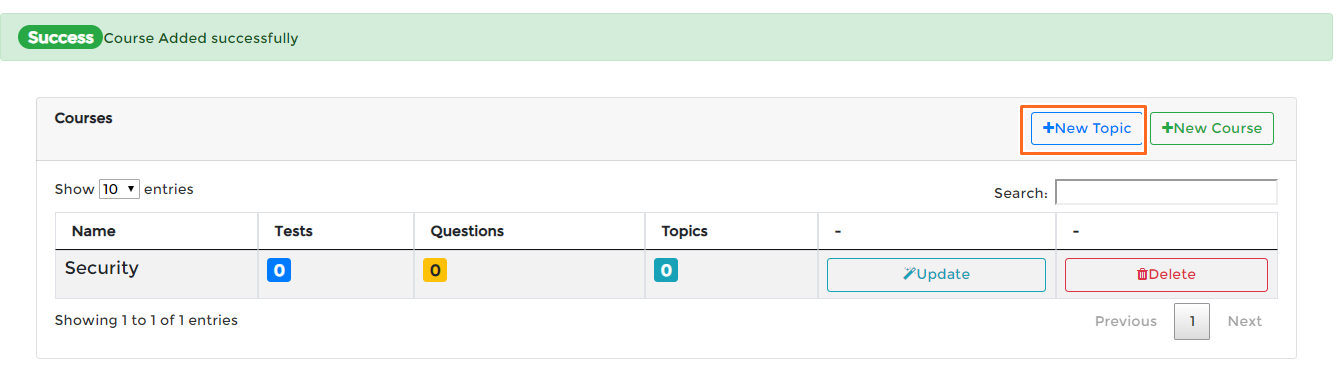 Success Course Added successfully
Courses
New Topic New Course
Show 10 entries
Search:
Name Tests Questions Topics - -
Security 0 0 0 Update Delete
Showing 1 to 1 of 1 entries
Previous 1 Next